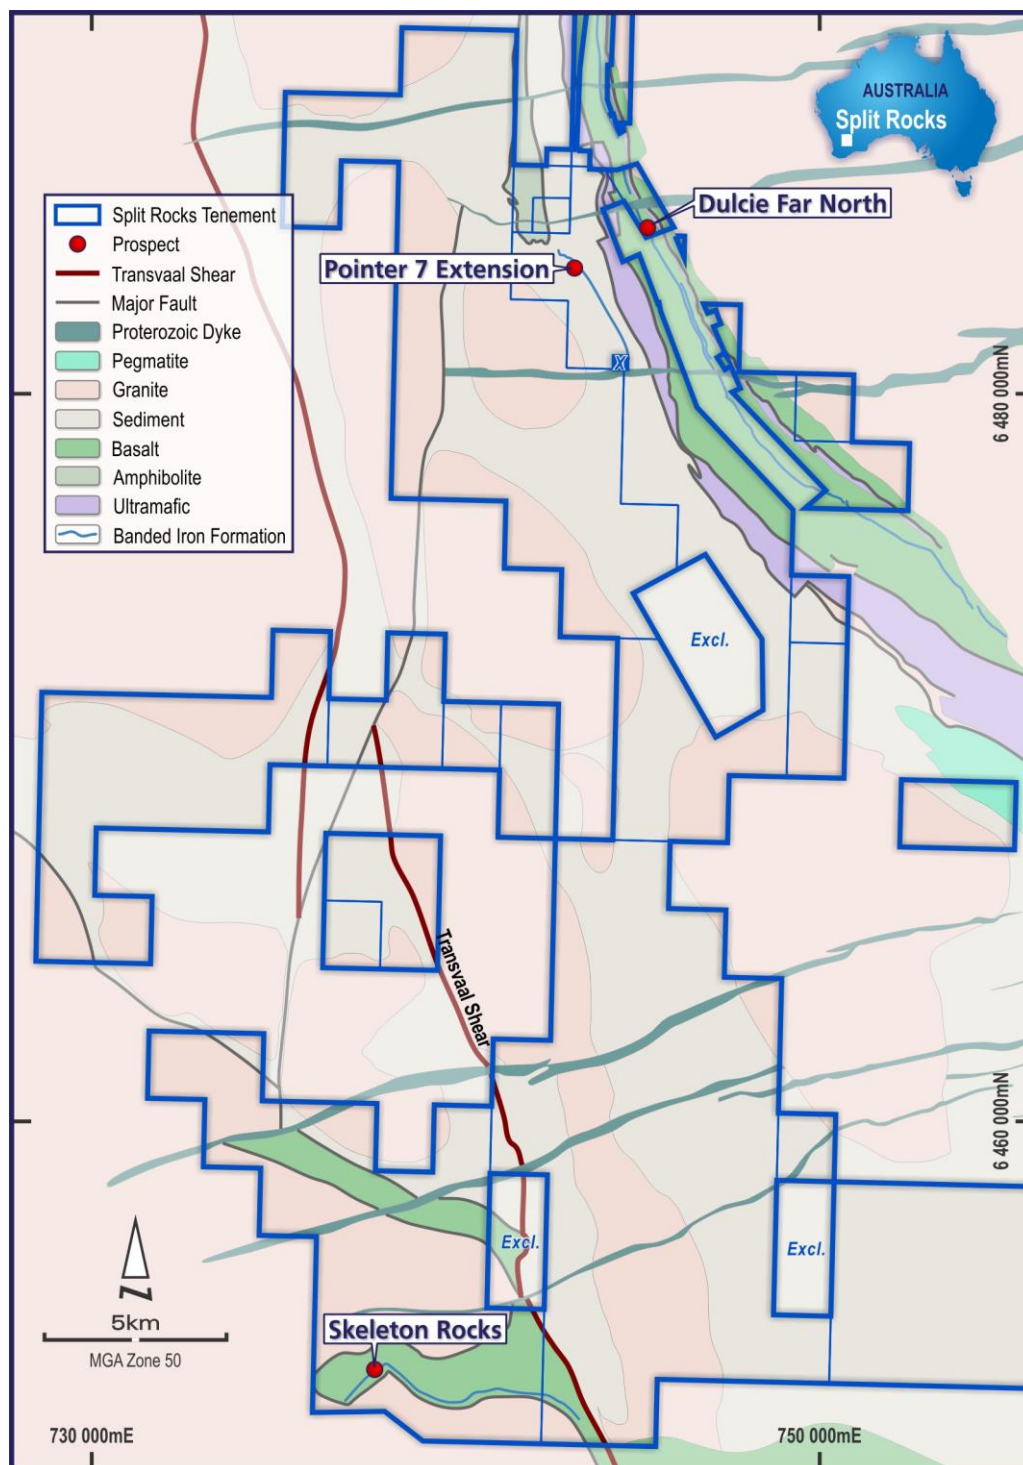 AUSTRALIA
Split Rocks
Dulcie Far North
Pointer 7 Extension
Split Rocks Tenement
Prospect
Transvaal Shear
Major Fault
Proterozoic Dyke
Pegmatite
Granite
Sediment
Basalt
Amphibolite
Ultramafic
Banded Iron Formation
X
6 480 000mN
Excl.
Transvaal Shear
6 460 000mN
Excl.
Excl.
N
5km
MGA Zone 50
Skeleton Rocks
730 000mE
750 000mE